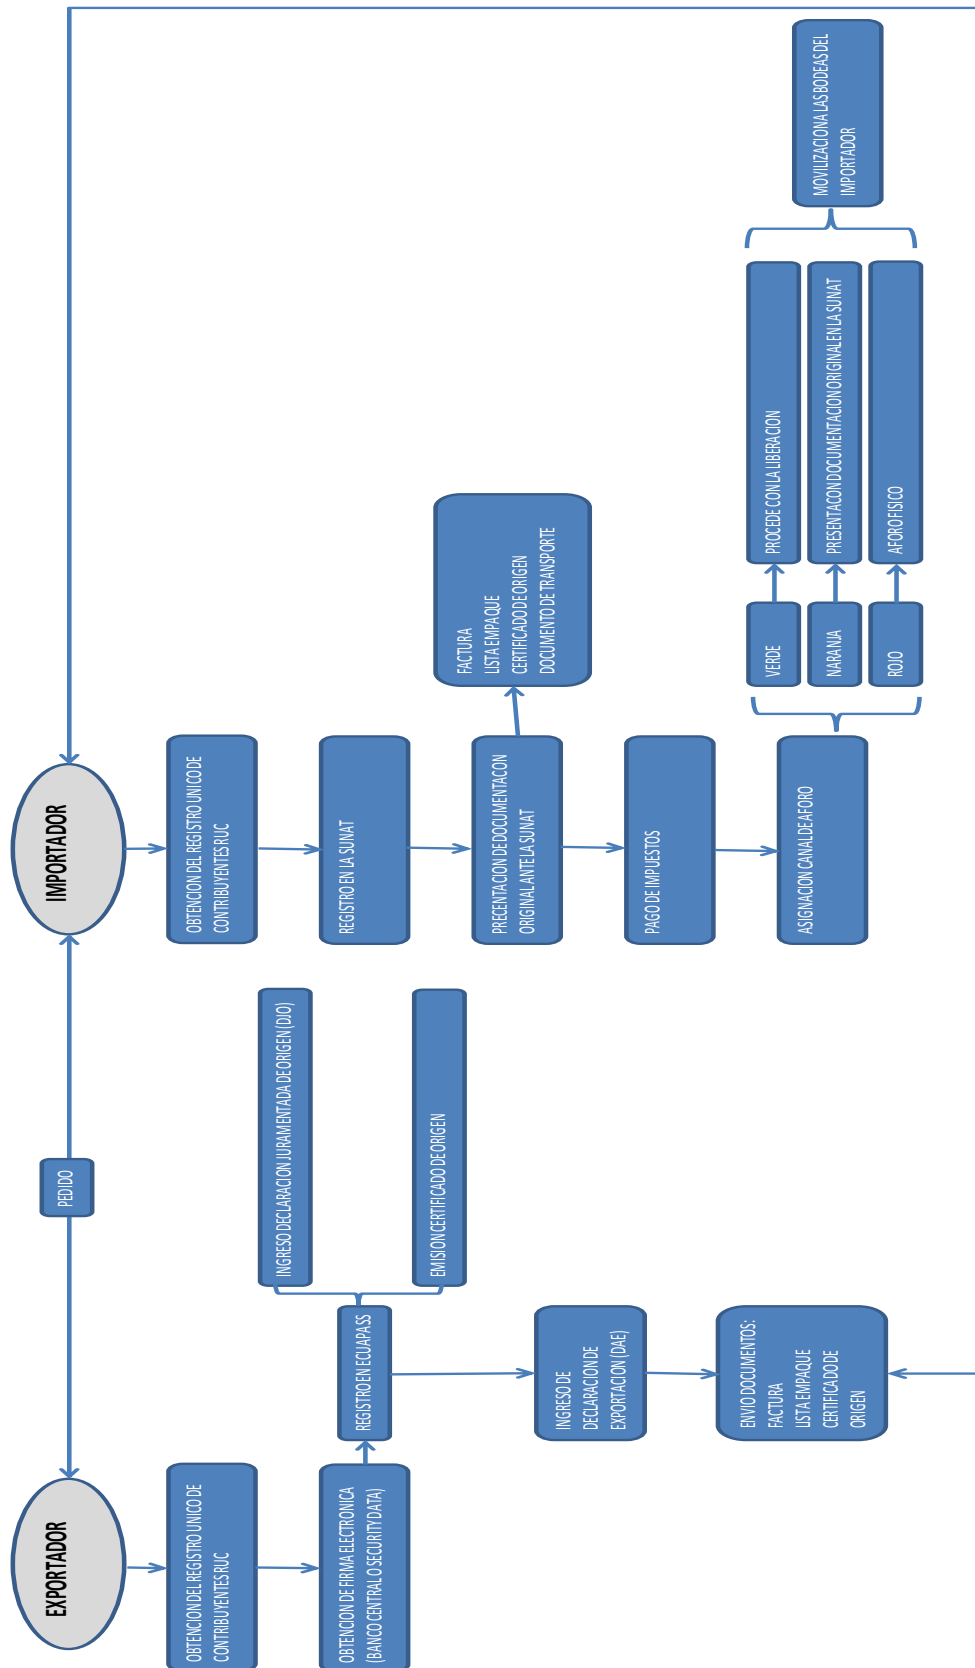 EXPORTADOR
PEDIDO
IMPORTADOR
OBTENCION DEL REGISTRO UNICO DE
CONTRIBUYENTES RUC
OBTENCION DE FIRMA ELECTRONICA
(BANCO CENTRAL O SECURITY DATA)
REGISTRO EN ECUAPASS
INGRESO DECLARACION JURAMENTADA DE ORIGEN (DJO)
EMISION CERTIFICADO DE ORIGEN
INGRESO DE
DECLARACION DE
EXPORTACION (DAE)
ENVIO DOCUMENTOS:
FACTURA
LISTA EMPAQUE
CERTIFICADO DE
ORIGEN
OBTENCION DEL REGISTRO UNICO DE
CONTRIBUYENTES RUC
REGISTRO EN LA SUNAT
PRECENTACION DE DOCUMENTACON
ORIGINAL ANTE LA SUNAT
FACTURA
LISTA EMPAQUE
CERTIFICADO DE ORIGEN
DOCUMENTO DE TRANSPORTE
PAGO DE IMPUESTOS
ASIGNACION CANAL DE AFORO
VERDE
PROCEDE CON LA LIBERACION
NARANJA
PRESENTACON DOCUMENTACION ORIGINAL EN LA SUNAT
ROJO
AFORO FISICO
MOVILIZACION A LAS BODEAS DEL
IMPORTADOR